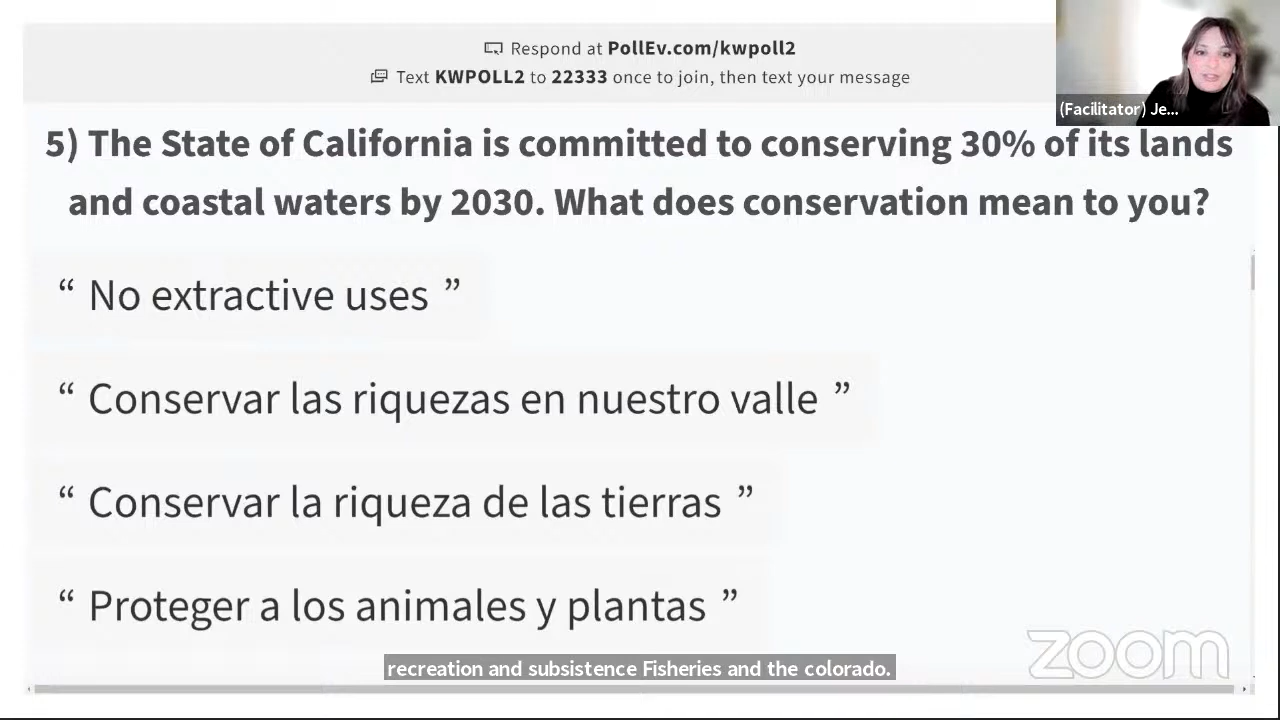 Respond at PollEv.com/kwpoll2
Text KWPOLL2 to 22333 once to join, then text your message
(Facilitator) Je...
5) The State of California is committed to conserving 30% of its lands
and coastal waters by 2030. What does conservation mean to you?
“ No extractive uses ”
“ Conservar las riquezas en nuestro valle ”
“ Conservar la riqueza de las tierras ”
“ Proteger a los animales y plantas ”
recreation and subsistence Fisheries and the colorado.
zoom